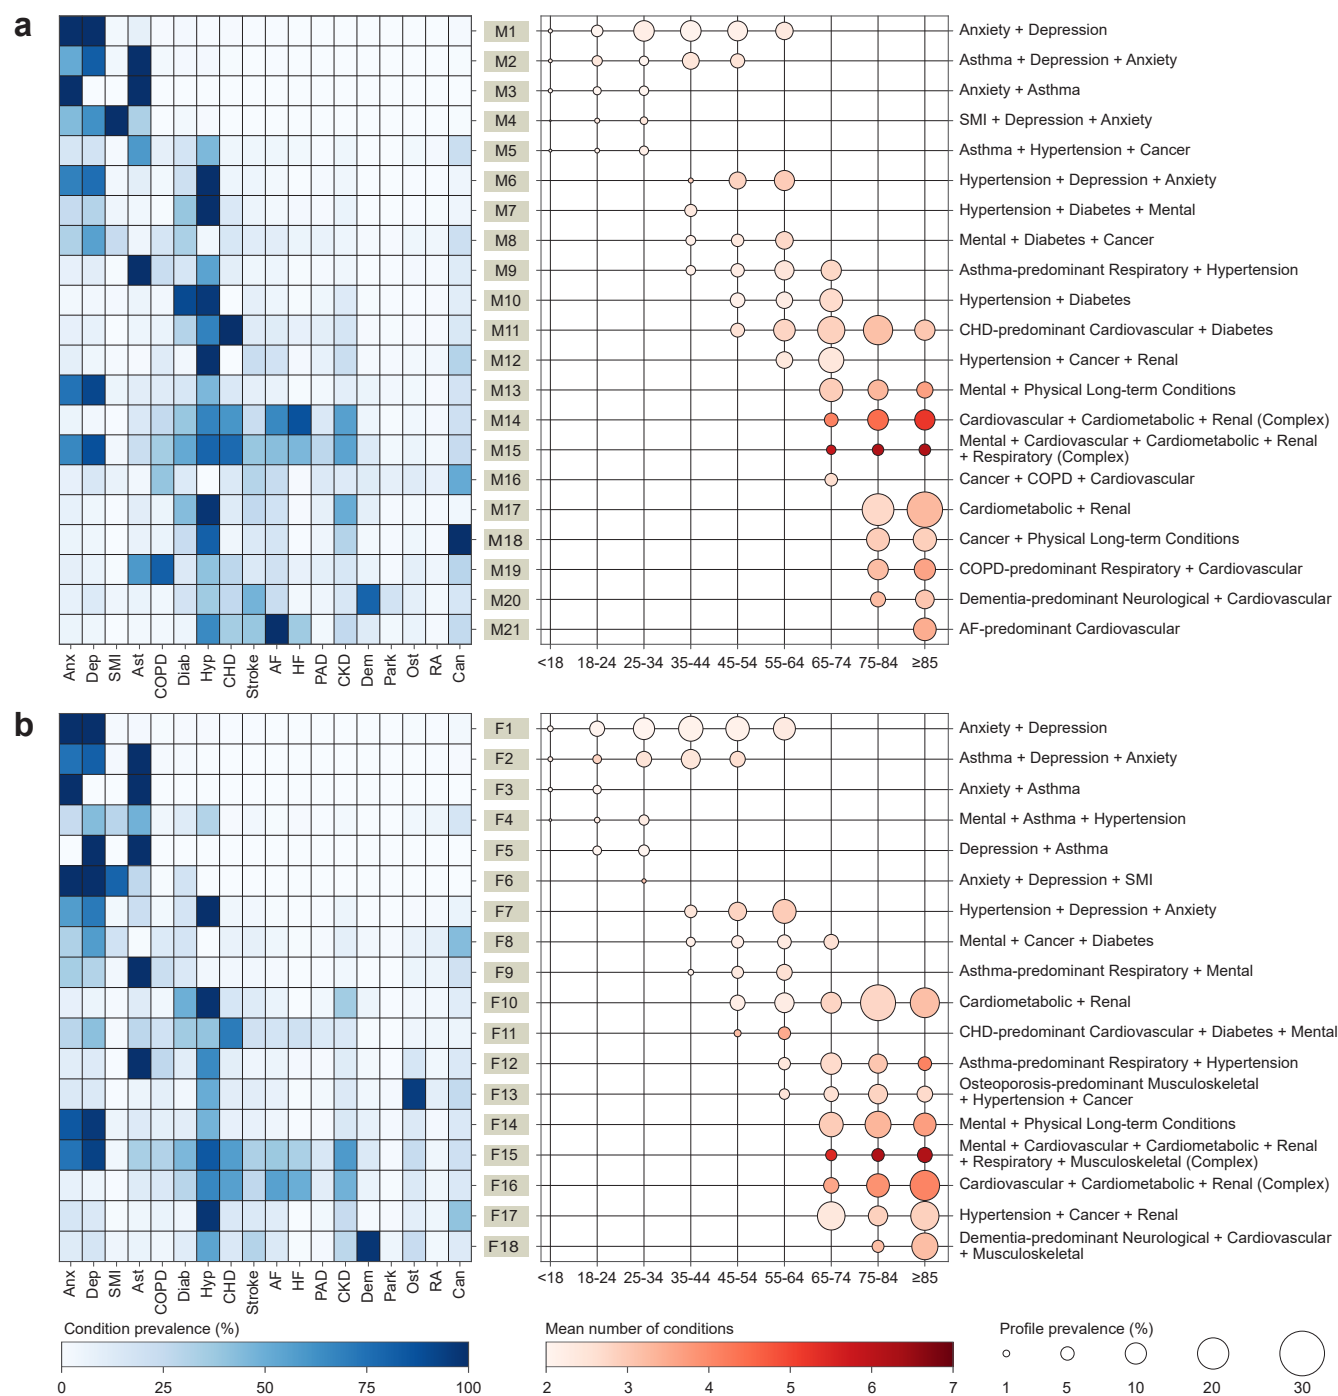 a
M1 Anxiety + Depression
M2 Asthma + Depression + Anxiety
M3 Anxiety + Asthma
M4 SMI + Depression + Anxiety
M5 Asthma + Hypertension + Cancer
M6 Hypertension + Depression + Anxiety
M7 Hypertension + Diabetes + Mental
M8 Mental + Diabetes + Cancer
M9 Asthma-predominant Respiratory + Hypertension
M10 Hypertension + Diabetes
M11 CHD-predominant Cardiovascular + Diabetes
M12 Hypertension + Cancer + Renal
M13 Mental + Physical Long-term Conditions
M14 Cardiovascular + Cardiometabolic + Renal (Complex)
M15 Mental + Cardiovascular + Cardiometabolic + Renal
+ Respiratory (Complex)
M16 Cancer + COPD + Cardiovascular
M17 Cardiometabolic + Renal
M18 Cancer + Physical Long-term Conditions
M19 COPD-predominant Respiratory + Cardiovascular
M20 Dementia-predominant Neurological + Cardiovascular
M21 AF-predominant Cardiovascular
Anx Dep SMI Ast COPD Diab Hyp CHD Stroke AF HF PAD CKD Dem Park Ost RA Can
<18 18-24 25-34 35-44 45-54 55-64 65-74 75-84 ≥85
b
F1 Anxiety + Depression
F2 Asthma + Depression + Anxiety
F3 Anxiety + Asthma
F4 Mental + Asthma + Hypertension
F5 Depression + Asthma
F6 Anxiety + Depression + SMI
F7 Hypertension + Depression + Anxiety
F8 Mental + Cancer + Diabetes
F9 Asthma-predominant Respiratory + Mental
F10 Cardiometabolic + Renal
F11 CHD-predominant Cardiovascular + Diabetes + Mental
F12 Asthma-predominant Respiratory + Hypertension
F13 Osteoporosis-predominant Musculoskeletal
+ Hypertension + Cancer
F14 Mental + Physical Long-term Conditions
F15 Mental + Cardiovascular + Cardiometabolic + Renal
+ Respiratory + Musculoskeletal (Complex)
F16 Cardiovascular + Cardiometabolic + Renal (Complex)
F17 Hypertension + Cancer + Renal
F18 Dementia-predominant Neurological + Cardiovascular
+ Musculoskeletal
Anx Dep SMI Ast COPD Diab Hyp CHD Stroke AF HF PAD CKD Dem Park Ost RA Can
<18 18-24 25-34 35-44 45-54 55-64 65-74 75-84 ≥85
Condition prevalence (%)
0 25 50 75 100
Mean number of conditions
2 3 4 5 6 7
Profile prevalence (%)
1 5 10 20 30